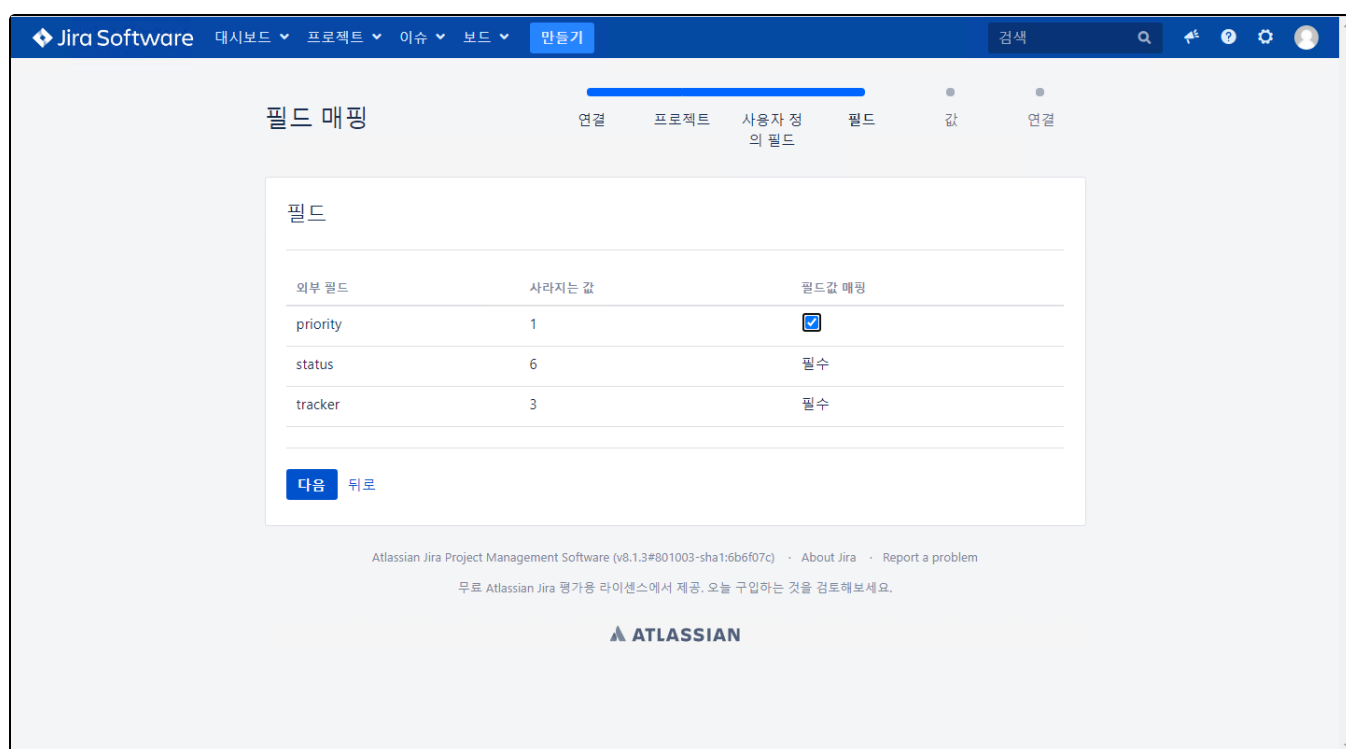 Jira Software 대시보드 프로젝트 이슈 보드 만들기 검색
필드 매핑
연결 프로젝트 사용자 정 필드 값 연결
의 필드
필드
외부 필드 사라지는 값 필드값 매핑
priority 1
status 6 필수
tracker 3 필수
다음 뒤로
Atlassian Jira Project Management Software (v8.1.3#801003-sha1:6b6f07c) · About Jira · Report a problem
무료 Atlassian Jira 평가용 라이센스에서 제공. 오늘 구입하는 것을 검토해보세요.
ATLASSIAN